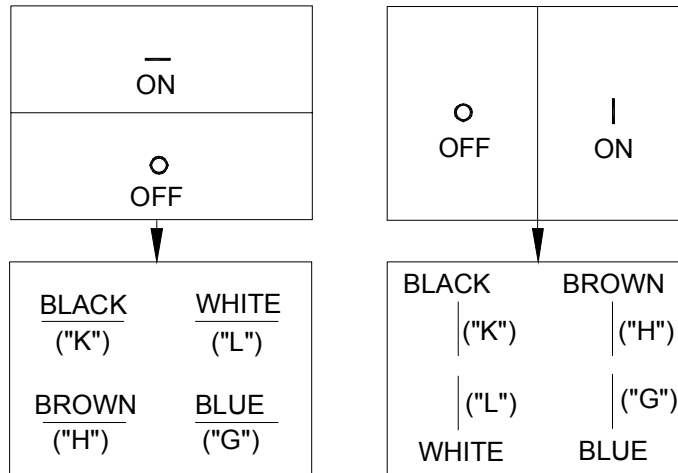 ON
OFF
BLACK WHITE
("K") ("L")
BROWN BLUE
("H") ("G")
OFF ON
BLACK BROWN
("K") ("H")
("L") ("G")
WHITE BLUE